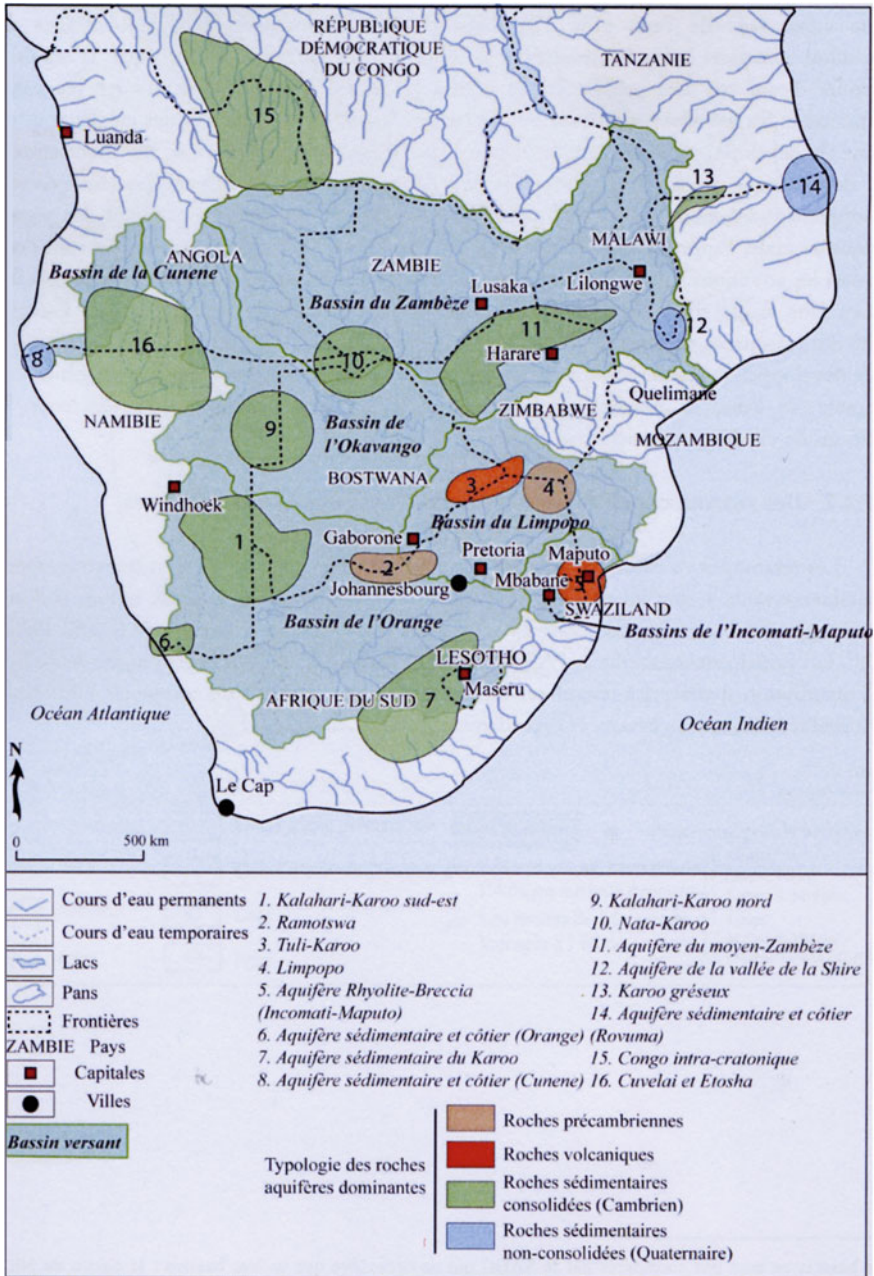 RÉPUBLIQUE
DÉMOCRATIQUE
DU CONGO
TANZANIE
15
Luanda
13
14
ANGOLA
MALAWI
Bassin de la Cunene
ZAMBIE
Lusaka
Lilongwe
Bassin du Zambèze
16
11
12
8
10
Harare
Quelimane
NAMIBIE
ZIMBABWE
9
Bassin de
l'Okavango
MOZAMBIQUE
BOSTWANA
3
4
Windhoek
Bassin du Limpopo
Gaborone
1
Pretoria
Maputo
2
Mbabane
5
Johannesbourg
SWAZILAND
Bassin de l'Orange
Bassins de l'Incomati-Maputo
6
LESOTHO
Maseru
AFRIQUE DU SUD
7
Océan Atlantique
Océan Indien
N
Le Cap
0
500 km
Cours d'eau permanents
Cours d'eau temporaires
Lacs
Pans
Frontières
ZAMBIE Pays
Capitales
Villes
Bassin versant
1. Kalahari-Karoo sud-est
2. Ramotswa
3. Tuli-Karoo
4. Limpopo
5. Aquifère Rhyolite-Breccia
(Incomati-Maputo)
6. Aquifère sédimentaire et côtier (Orange)
7. Aquifère sédimentaire du Karoo
8. Aquifère sédimentaire et côtier (Cunene)
9. Kalahari-Karoo nord
10. Nata-Karoo
11. Aquifère du moyen-Zambèze
12. Aquifère de la vallée de la Shire
13. Karoo gréseux
14. Aquifère sédimentaire et côtier
(Rovuma)
15. Congo intra-cratonique
16. Cuvelai et Etosha
Typologie des roches
aquifères dominantes
Roches précambriennes
Roches volcaniques
Roches sédimentaires
consolidées (Cambrien)
Roches sédimentaires
non-consolidées (Quaternaire)